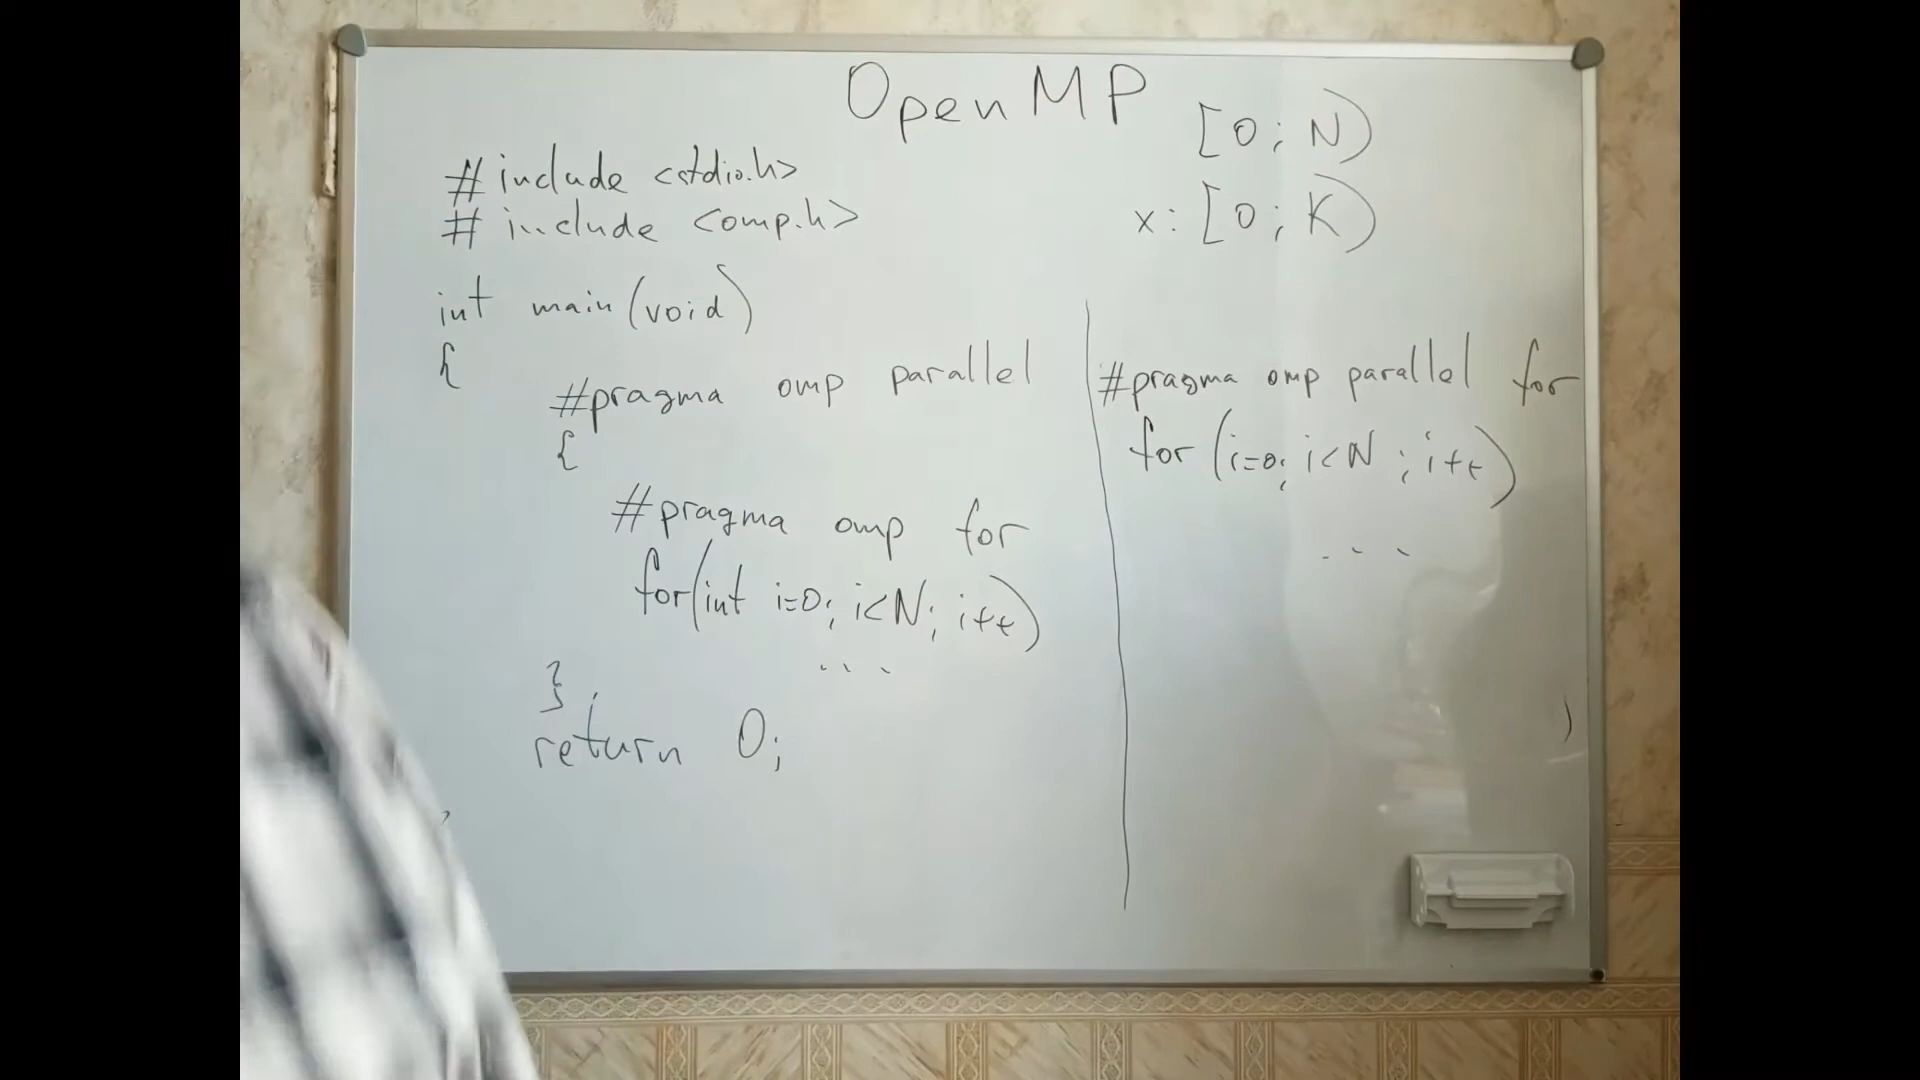 OpenMP
[0; N)
x: [0; K)
#include <stdio.h>
#include <omp.h>
int main(void)
{
#pragma omp parallel
{
#pragma omp for
for(int i=0; i<N; i++)
...
}
return 0;
#pragma omp parallel for
for (i=0; i<N; i++)
...
)